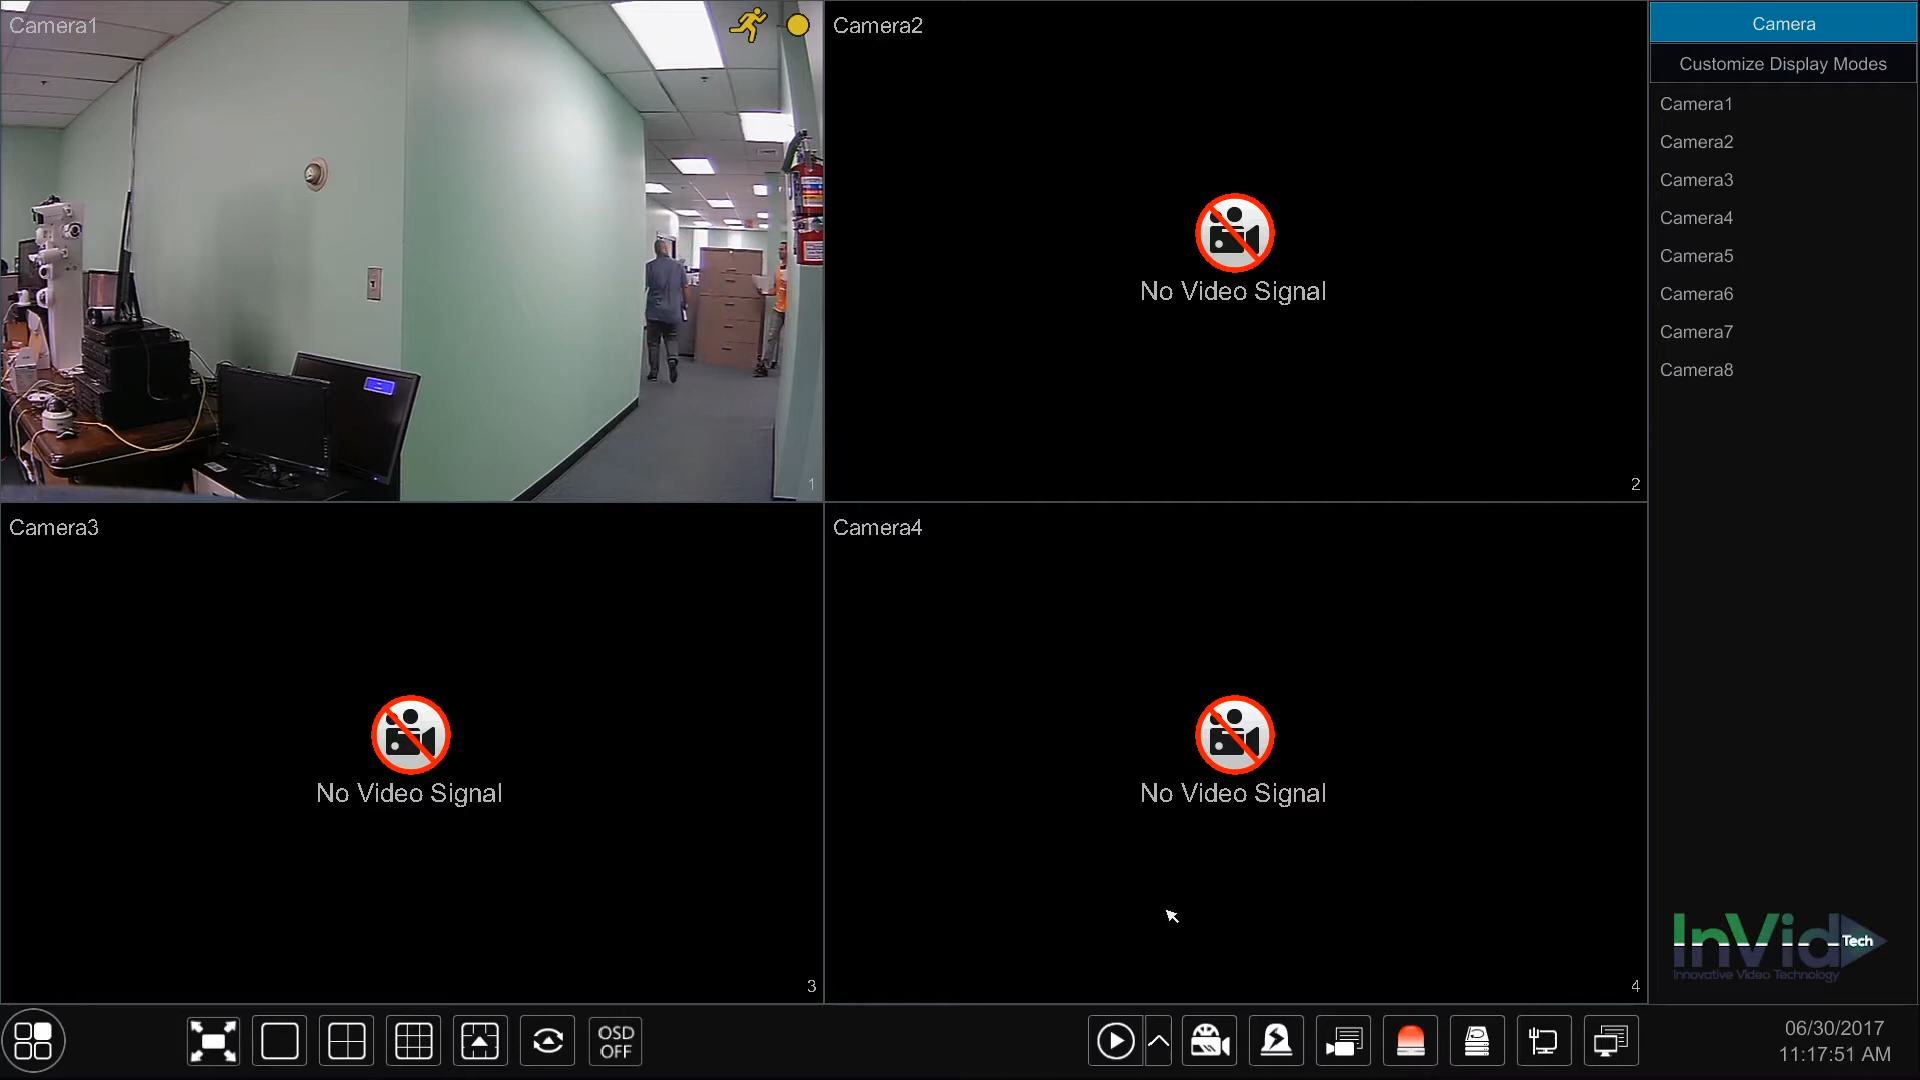 Camera1
1
Camera2
No Video Signal
2
Camera3
No Video Signal
3
Camera4
No Video Signal
4
Camera
Customize Display Modes
Camera1
Camera2
Camera3
Camera4
Camera5
Camera6
Camera7
Camera8
InVid Tech
Innovative Video Technology
OSD
OFF
06/30/2017
11:17:51 AM